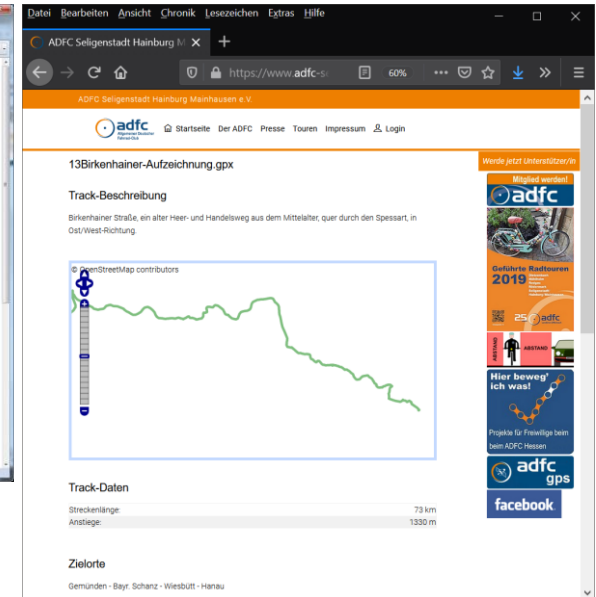 Datei Bearbeiten Ansicht Chronik Lesezeichen Extras Hilfe
ADFC Seligenstadt Hainburg M
https://www.adfc-s
60%
ADFC Seligenstadt Hainburg Mainhausen e.V.
adfc
Startseite Der ADFC Presse Touren Impressum Login
13Birkenhainer-Aufzeichnung.gpx
Track-Beschreibung
Birkenhainer Straße, ein alter Heer- und Handelsweg aus dem Mittelalter, quer durch den Spessart, in
Ost/West-Richtung.
© OpenStreetMap contributors
Track-Daten
Streckenlänge: 73 km
Anstiege: 1330 m
Zielorte
Gemünden - Bayr. Schanz - Wiesbütt - Hanau
Werde jetzt Unterstützer/in
Mitglied werden!
adfc
Geführte Radtouren
2019
25 adfc
ABSTAND
ABSTAND
Hier beweg'
ich was!
Projekte für Freiwillige beim
beim ADFC Hessen
adfc
gps
facebook